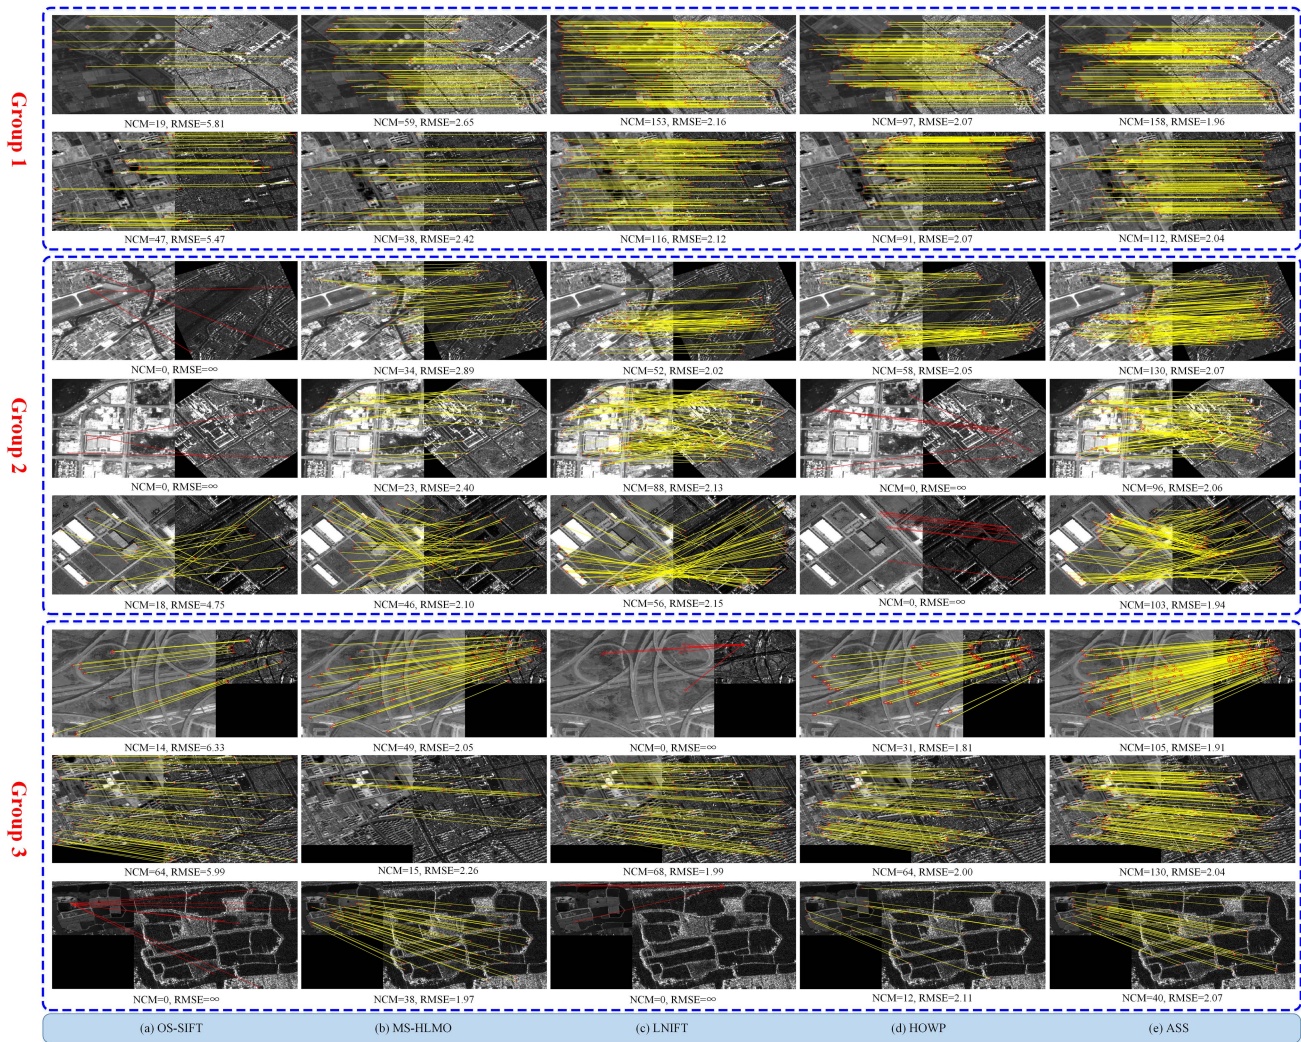 Group 1
NCM=19, RMSE=5.81
NCM=59, RMSE=2.65
NCM=153, RMSE=2.16
NCM=97, RMSE=2.07
NCM=158, RMSE=1.96
NCM=47, RMSE=5.47
NCM=38, RMSE=2.42
NCM=116, RMSE=2.12
NCM=91, RMSE=2.07
NCM=112, RMSE=2.04
Group 2
NCM=0, RMSE=∞
NCM=34, RMSE=2.89
NCM=52, RMSE=2.02
NCM=58, RMSE=2.05
NCM=130, RMSE=2.07
NCM=0, RMSE=∞
NCM=23, RMSE=2.40
NCM=88, RMSE=2.13
NCM=0, RMSE=∞
NCM=96, RMSE=2.06
NCM=18, RMSE=4.75
NCM=46, RMSE=2.10
NCM=56, RMSE=2.15
NCM=0, RMSE=∞
NCM=103, RMSE=1.94
Group 3
NCM=14, RMSE=6.33
NCM=49, RMSE=2.05
NCM=0, RMSE=∞
NCM=31, RMSE=1.81
NCM=105, RMSE=1.91
NCM=64, RMSE=5.99
NCM=15, RMSE=2.26
NCM=68, RMSE=1.99
NCM=64, RMSE=2.00
NCM=130, RMSE=2.04
NCM=0, RMSE=∞
NCM=38, RMSE=1.97
NCM=0, RMSE=∞
NCM=12, RMSE=2.11
NCM=40, RMSE=2.07
(a) OS-SIFT
(b) MS-HLMO
(c) LNIFT
(d) HOWP
(e) ASS